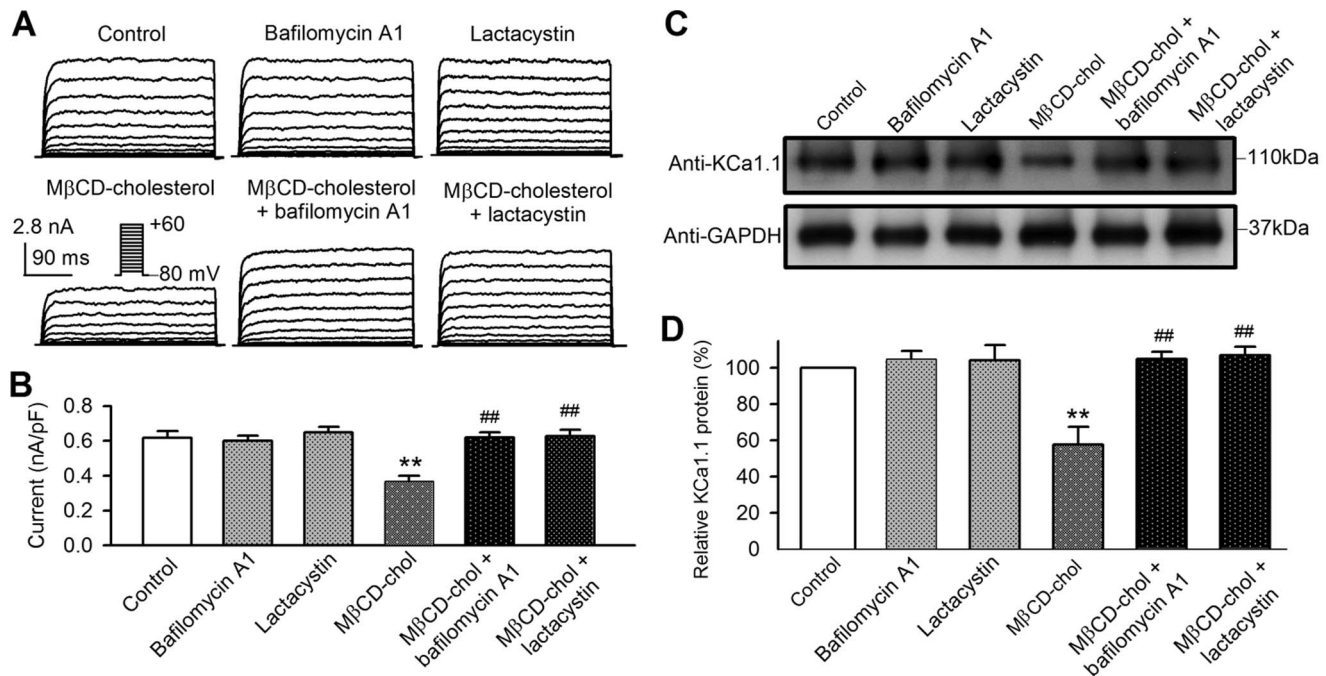 A
Control
Bafilomycin A1
Lactacystin
MβCD-cholesterol
MβCD-cholesterol
+ bafilomycin A1
MβCD-cholesterol
+ lactacystin
2.8 nA
90 ms
+60
−80 mV
B
Current (nA/pF)
0.8
0.6
0.4
0.2
0.0
**
##
##
Control
Bafilomycin A1
Lactacystin
MβCD-chol
MβCD-chol +
bafilomycin A1
MβCD-chol +
lactacystin
C
Control
Bafilomycin A1
Lactacystin
MβCD-chol
MβCD-chol +
bafilomycin A1
MβCD-chol +
lactacystin
Anti-KCa1.1
110kDa
Anti-GAPDH
37kDa
D
Relative KCa1.1 protein (%)
100
80
60
40
20
0
**
##
##
Control
Bafilomycin A1
Lactacystin
MβCD-chol
MβCD-chol +
bafilomycin A1
MβCD-chol +
lactacystin